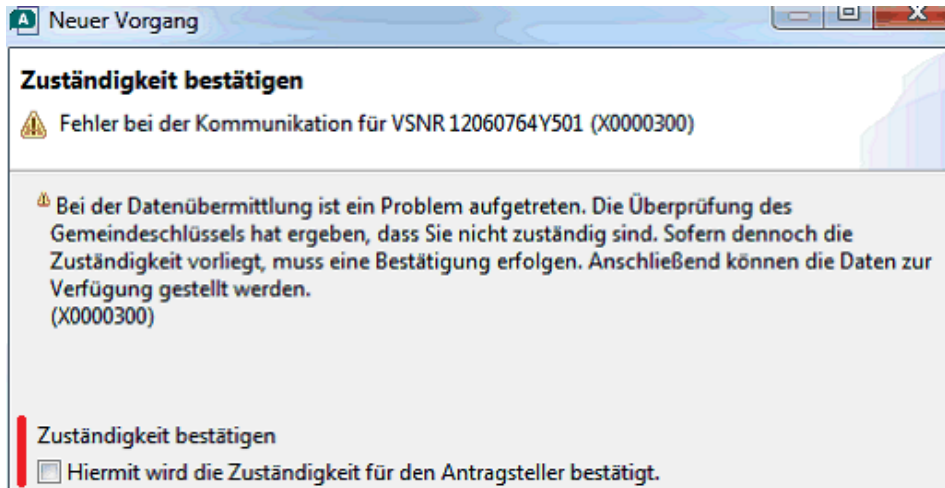 Neuer Vorgang
Zuständigkeit bestätigen
Fehler bei der Kommunikation für VSNR 12060764Y501 (X0000300)
Bei der Datenübermittlung ist ein Problem aufgetreten. Die Überprüfung des
Gemeindeschlüssels hat ergeben, dass Sie nicht zuständig sind. Sofern dennoch die
Zuständigkeit vorliegt, muss eine Bestätigung erfolgen. Anschließend können die Daten zur
Verfügung gestellt werden.
(X0000300)
Zuständigkeit bestätigen
Hiermit wird die Zuständigkeit für den Antragsteller bestätigt.